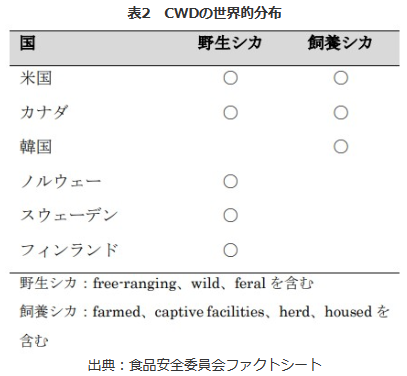 表2 CWDの世界的分布
国 野生シカ 飼養シカ
米国 ○ ○
カナダ ○ ○
韓国 ○
ノルウェー ○
スウェーデン ○
フィンランド ○
野生シカ：free-ranging、wild、feral を含む
飼養シカ：farmed、captive facilities、herd、housed を
含む
出典：食品安全委員会ファクトシート